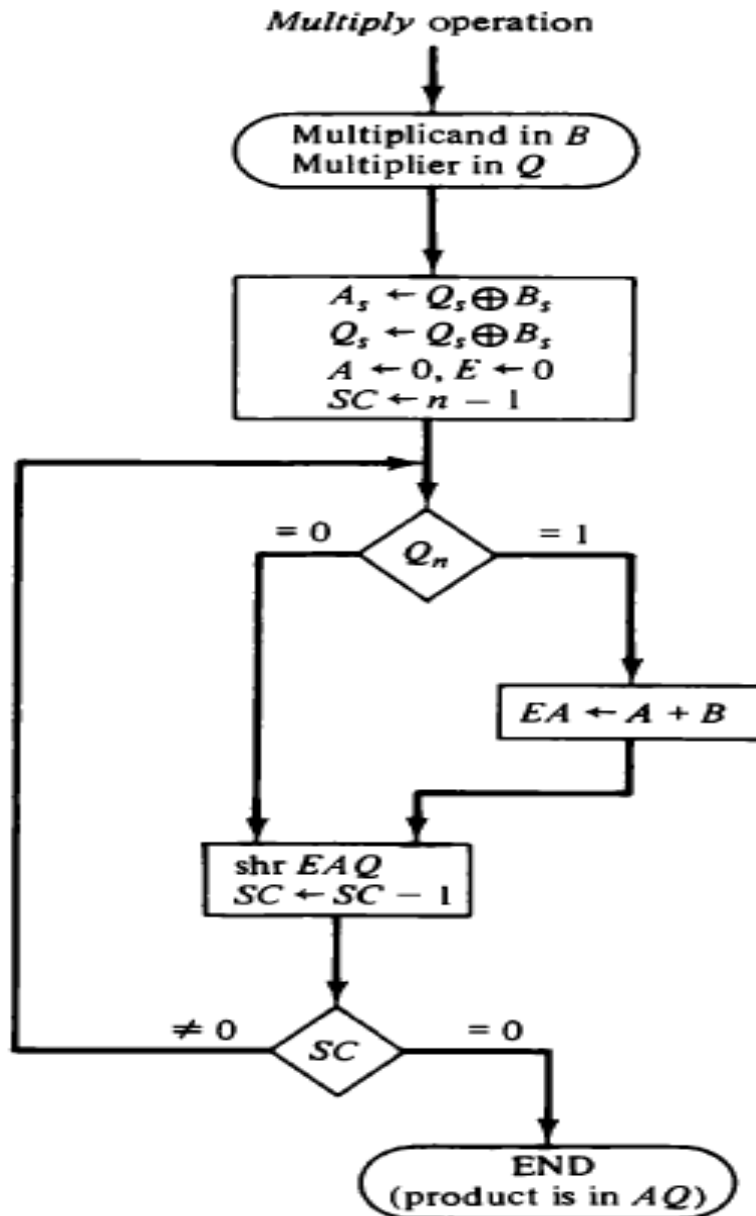 Multiply operation
Multiplicand in B
Multiplier in Q
Aₛ ← Qₛ ⊕ Bₛ
Qₛ ← Qₛ ⊕ Bₛ
A ← 0, E ← 0
SC ← n − 1
= 0
Qₙ
= 1
EA ← A + B
shr EAQ
SC ← SC − 1
≠ 0
SC
= 0
END
(product is in AQ)